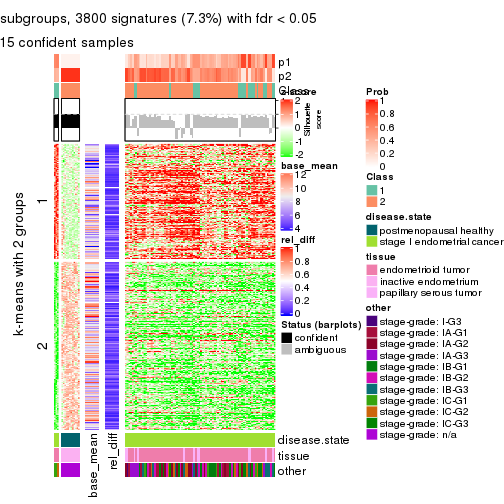 subgroups, 3800 signatures (7.3%) with fdr < 0.05
15 confident samples
p1
p2
Class
Silhouette
score
k-means with 2 groups
1
2
base_mean
rel_diff
disease.state
tissue
other
z-score
2
1
0
-1
-2
base_mean
12
10
8
6
4
rel_diff
1
0.8
0.6
0.4
0.2
0
Status (barplots)
confident
ambiguous
Prob
1
0.8
0.6
0.4
0.2
0
Class
1
2
disease.state
postmenopausal healthy
stage I endometrial cancer
tissue
endometrioid tumor
inactive endometrium
papillary serous tumor
other
stage-grade: I-G3
stage-grade: IA-G1
stage-grade: IA-G2
stage-grade: IA-G3
stage-grade: IB-G1
stage-grade: IB-G2
stage-grade: IB-G3
stage-grade: IC-G1
stage-grade: IC-G2
stage-grade: IC-G3
stage-grade: n/a